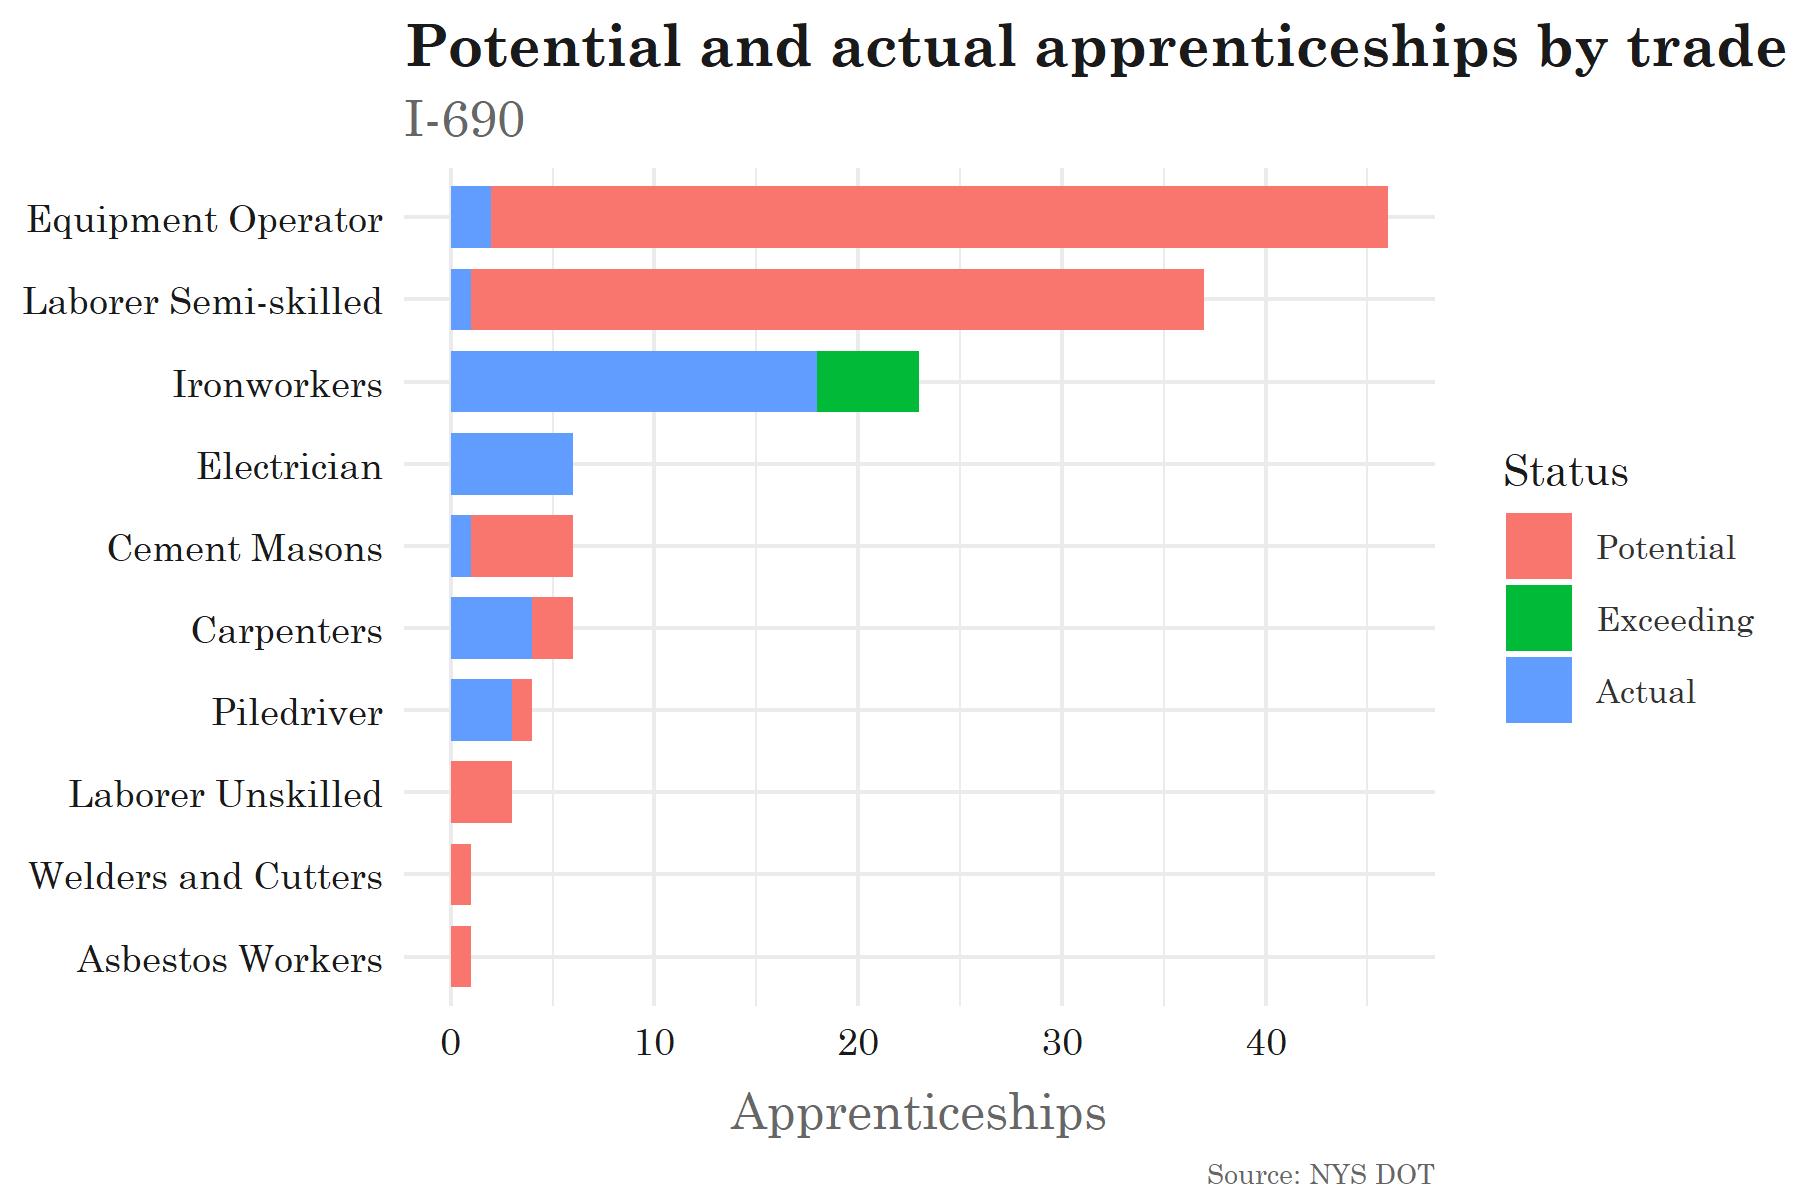 Potential and actual apprenticeships by trade
I-690
Equipment Operator
Laborer Semi-skilled
Ironworkers
Electrician
Cement Masons
Carpenters
Piledriver
Laborer Unskilled
Welders and Cutters
Asbestos Workers
0 10 20 30 40
Apprenticeships
Status
Potential
Exceeding
Actual
Source: NYS DOT